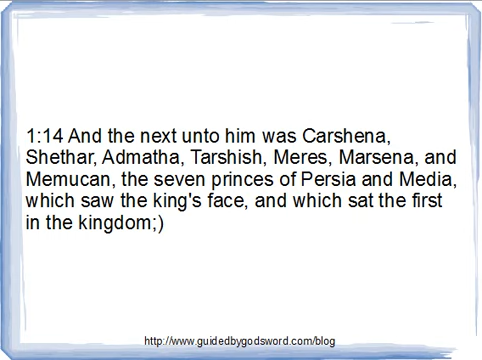 1:14 And the next unto him was Carshena,
Shethar, Admatha, Tarshish, Meres, Marsena, and
Memucan, the seven princes of Persia and Media,
which saw the king's face, and which sat the first
in the kingdom;)
http://www.guidedbygodsword.com/blog